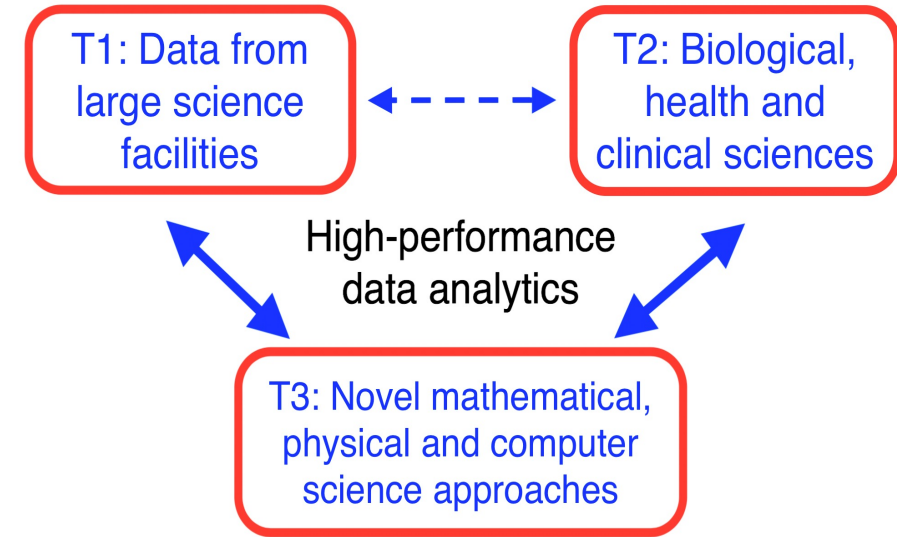 T1: Data from
large science
facilities
T2: Biological,
health and
clinical sciences
High-performance
data analytics
T3: Novel mathematical,
physical and computer
science approaches